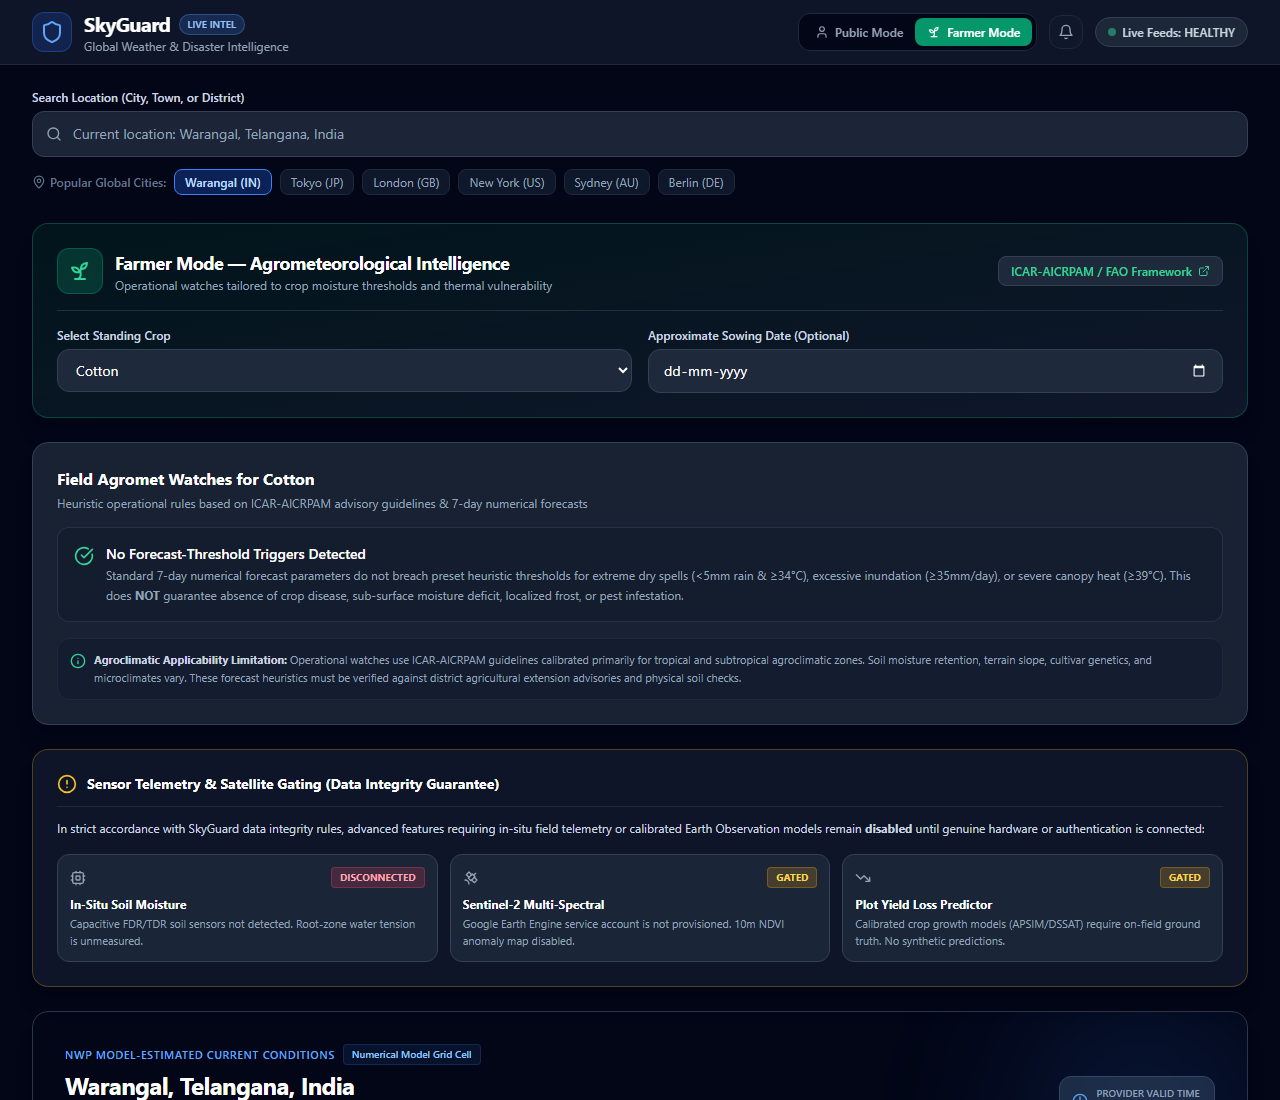 SkyGuard LIVE INTEL
Global Weather & Disaster Intelligence
Public Mode
Farmer Mode
Live Feeds: HEALTHY
Search Location (City, Town, or District)
Current location: Warangal, Telangana, India
Popular Global Cities: Warangal (IN) Tokyo (JP) London (GB) New York (US) Sydney (AU) Berlin (DE)
Farmer Mode — Agrometeorological Intelligence
Operational watches tailored to crop moisture thresholds and thermal vulnerability
ICAR-AICRPAM / FAO Framework
Select Standing Crop
Cotton
Approximate Sowing Date (Optional)
dd-mm-yyyy
Field Agromet Watches for Cotton
Heuristic operational rules based on ICAR-AICRPAM advisory guidelines & 7-day numerical forecasts
No Forecast-Threshold Triggers Detected
Standard 7-day numerical forecast parameters do not breach preset heuristic thresholds for extreme dry spells (<5mm rain & ≥34°C), excessive inundation (≥35mm/day), or severe canopy heat (≥39°C). This
does NOT guarantee absence of crop disease, sub-surface moisture deficit, localized frost, or pest infestation.
Agroclimatic Applicability Limitation: Operational watches use ICAR-AICRPAM guidelines calibrated primarily for tropical and subtropical agroclimatic zones. Soil moisture retention, terrain slope, cultivar genetics, and
microclimates vary. These forecast heuristics must be verified against district agricultural extension advisories and physical soil checks.
Sensor Telemetry & Satellite Gating (Data Integrity Guarantee)
In strict accordance with SkyGuard data integrity rules, advanced features requiring in-situ field telemetry or calibrated Earth Observation models remain disabled until genuine hardware or authentication is connected:
DISCONNECTED
In-Situ Soil Moisture
Capacitive FDR/TDR soil sensors not detected. Root-zone water tension
is unmeasured.
GATED
Sentinel-2 Multi-Spectral
Google Earth Engine service account is not provisioned. 10m NDVI
anomaly map disabled.
GATED
Plot Yield Loss Predictor
Calibrated crop growth models (APSIM/DSSAT) require on-field ground
truth. No synthetic predictions.
NWP MODEL-ESTIMATED CURRENT CONDITIONS Numerical Model Grid Cell
Warangal, Telangana, India
PROVIDER VALID TIME